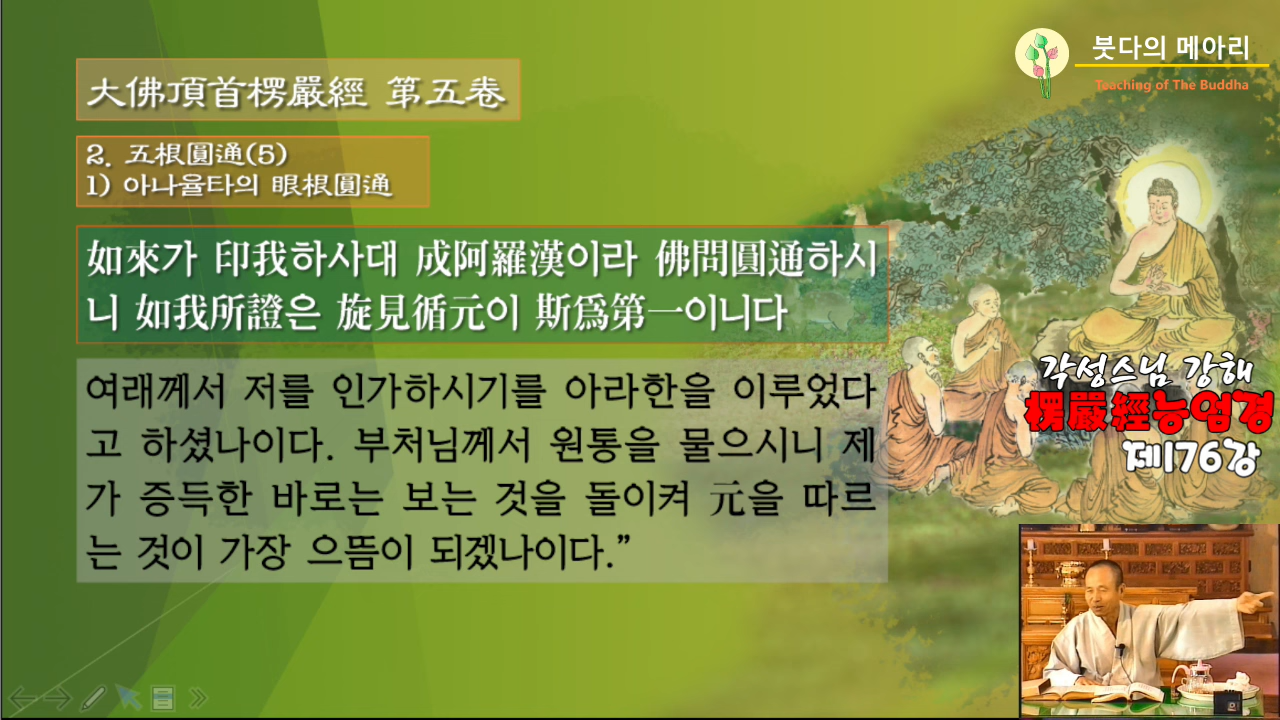 붓다의 메아리
Teaching of The Buddha
大佛頂首楞嚴經 第五卷
2. 五根圓通(5)
1) 아나율타의 眼根圓通
如來가 印我하사대 成阿羅漢이라 佛問圓通하시
니 如我所證은 旋見循元이 斯爲第一이니다
여래께서 저를 인가하시기를 아라한을 이루었다
고 하셨나이다. 부처님께서 원통을 물으시니 제
가 증득한 바로는 보는 것을 돌이켜 元을 따르
는 것이 가장 으뜸이 되겠나이다.”
각성스님 강해
楞嚴經능엄경
제176강